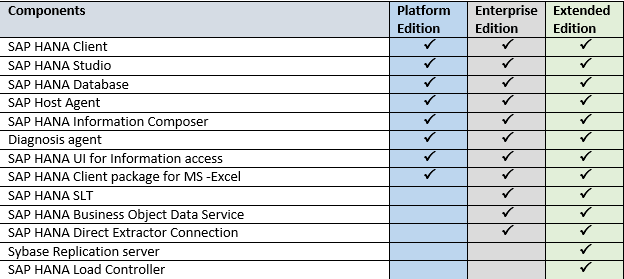 Components Platform Edition Enterprise Edition Extended Edition
SAP HANA Client ✓ ✓ ✓
SAP HANA Studio ✓ ✓ ✓
SAP HANA Database ✓ ✓ ✓
SAP Host Agent ✓ ✓ ✓
SAP HANA Information Composer ✓ ✓ ✓
Diagnosis agent ✓ ✓ ✓
SAP HANA UI for Information access ✓ ✓ ✓
SAP HANA Client package for MS -Excel ✓ ✓ ✓
SAP HANA SLT ✓ ✓
SAP HANA Business Object Data Service ✓ ✓
SAP HANA Direct Extractor Connection ✓ ✓
Sybase Replication server ✓
SAP HANA Load Controller ✓